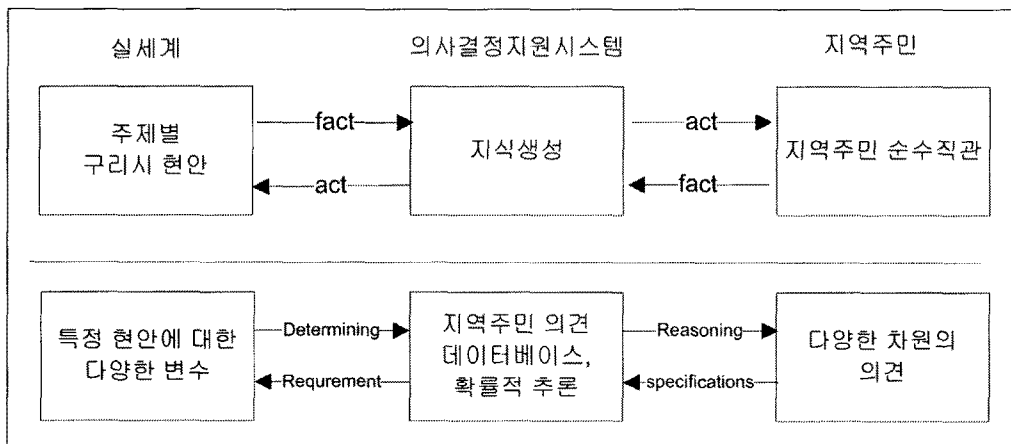 실세계
의사결정지원시스템
지역주민
주제별
구리시 현안
fact
act
지식생성
act
fact
지역주민 순수직관
특정 현안에 대한
다양한 변수
Determining
Requrement
지역주민 의견
데이터베이스,
확률적 추론
Reasoning
specifications
다양한 차원의
의견